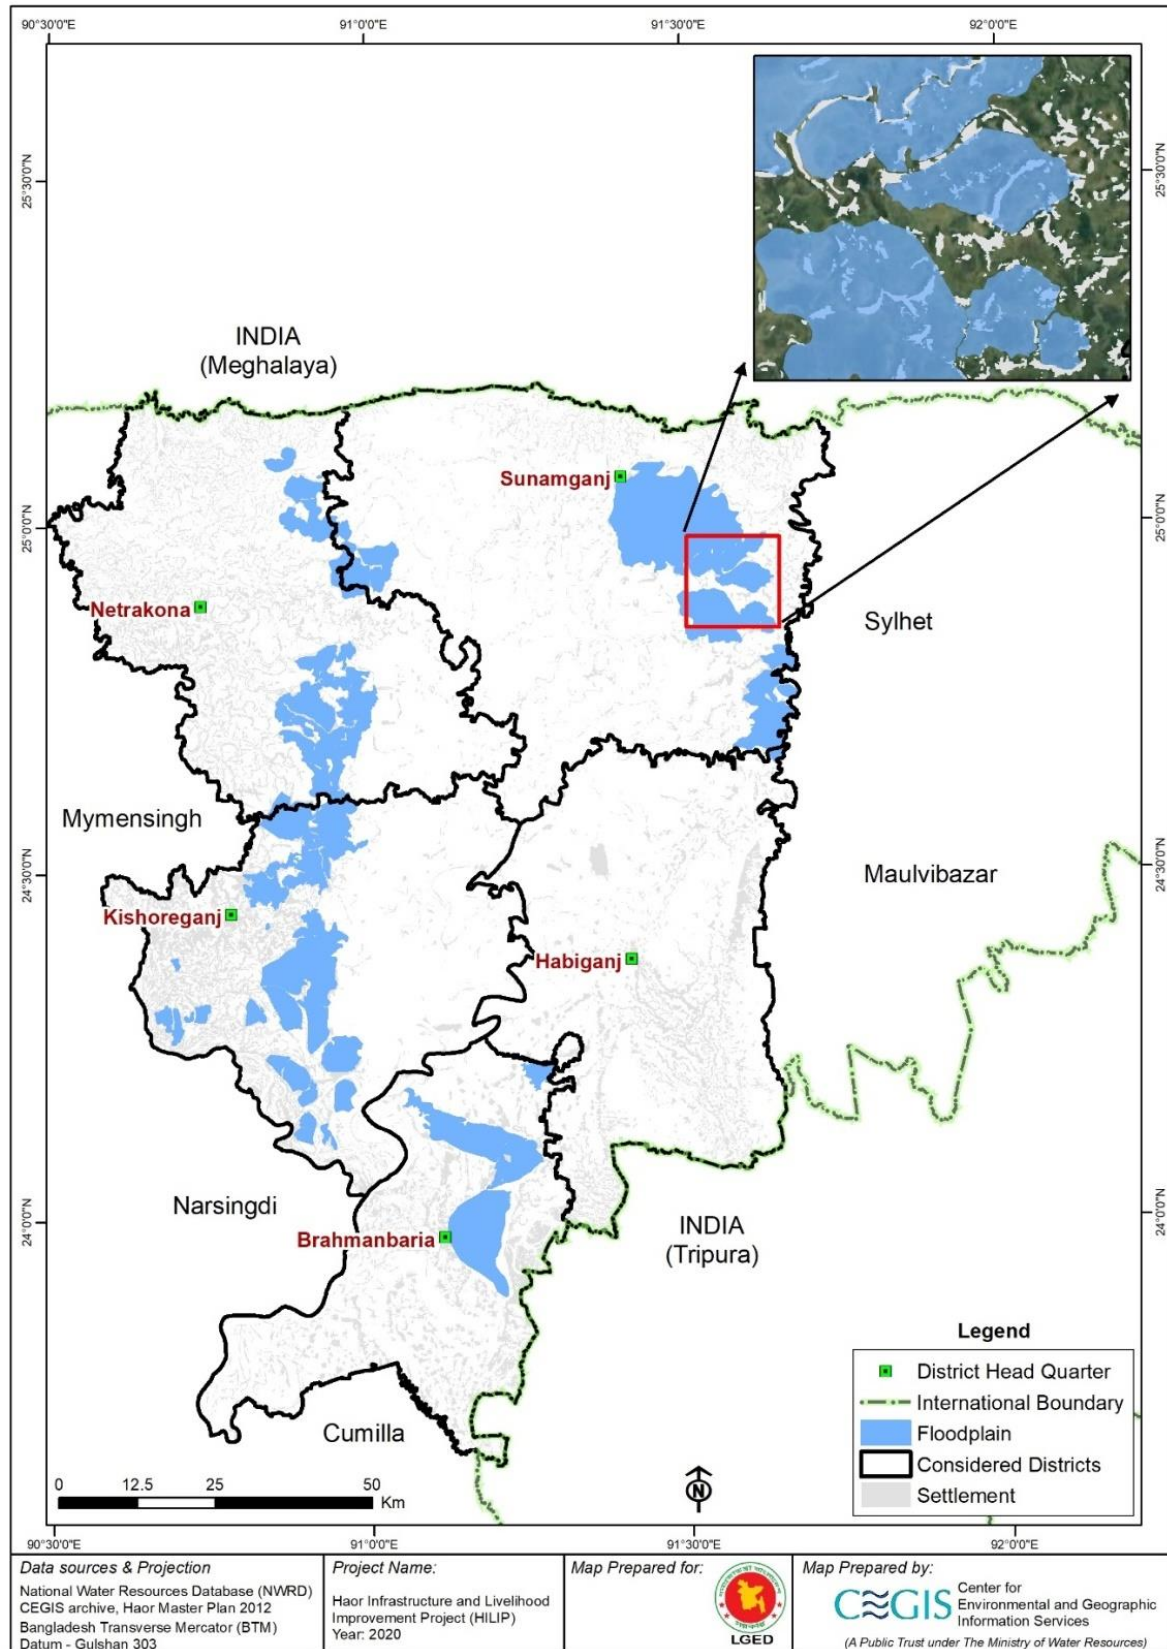 90°30'0"E
91°0'0"E
91°30'0"E
92°0'0"E
25°30'0"N
25°30'0"N
INDIA
(Meghalaya)
Sunamganj
25°0'0"N
25°0'0"N
Netrakona
Sylhet
Mymensingh
24°30'0"N
24°30'0"N
Maulvibazar
Kishoreganj
Habiganj
Narsingdi
24°0'0"N
24°0'0"N
Brahmanbaria
INDIA
(Tripura)
Cumilla
Legend
District Head Quarter
International Boundary
Floodplain
Considered Districts
Settlement
0 12.5 25 50
Km
N
90°30'0"E
91°0'0"E
91°30'0"E
92°0'0"E
Data sources & Projection
National Water Resources Database (NWRD)
CEGIS archive, Haor Master Plan 2012
Bangladesh Transverse Mercator (BTM)
Datum - Gulshan 303
Project Name:
Haor Infrastructure and Livelihood
Improvement Project (HILIP)
Year: 2020
Map Prepared for:
LGED
Map Prepared by:
CEGIS
Center for
Environmental and Geographic
Information Services
(A Public Trust under The Ministry of Water Resources)